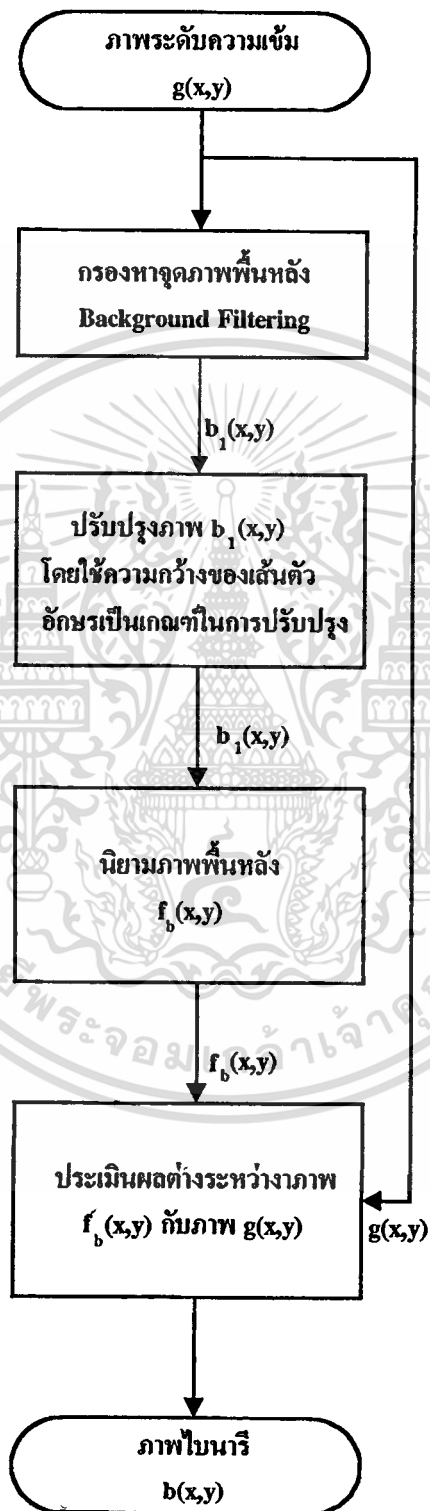 ภาพระดับความเข้ม
g(x,y)
กรองหาจุดภาพพื้นหลัง
Background Filtering
b₁(x,y)
ปรับปรุงภาพ b₁(x,y)
โดยใช้ความกว้างของเส้นตัว
อักษรเป็นเกณฑ์ในการปรับปรุง
b₁(x,y)
นิยามภาพพื้นหลัง
f_b(x,y)
f_b(x,y)
ประเมินผลต่างระหว่างาภาพ
f_b(x,y) กับภาพ g(x,y)
g(x,y)
ภาพไบนารี
b(x,y)